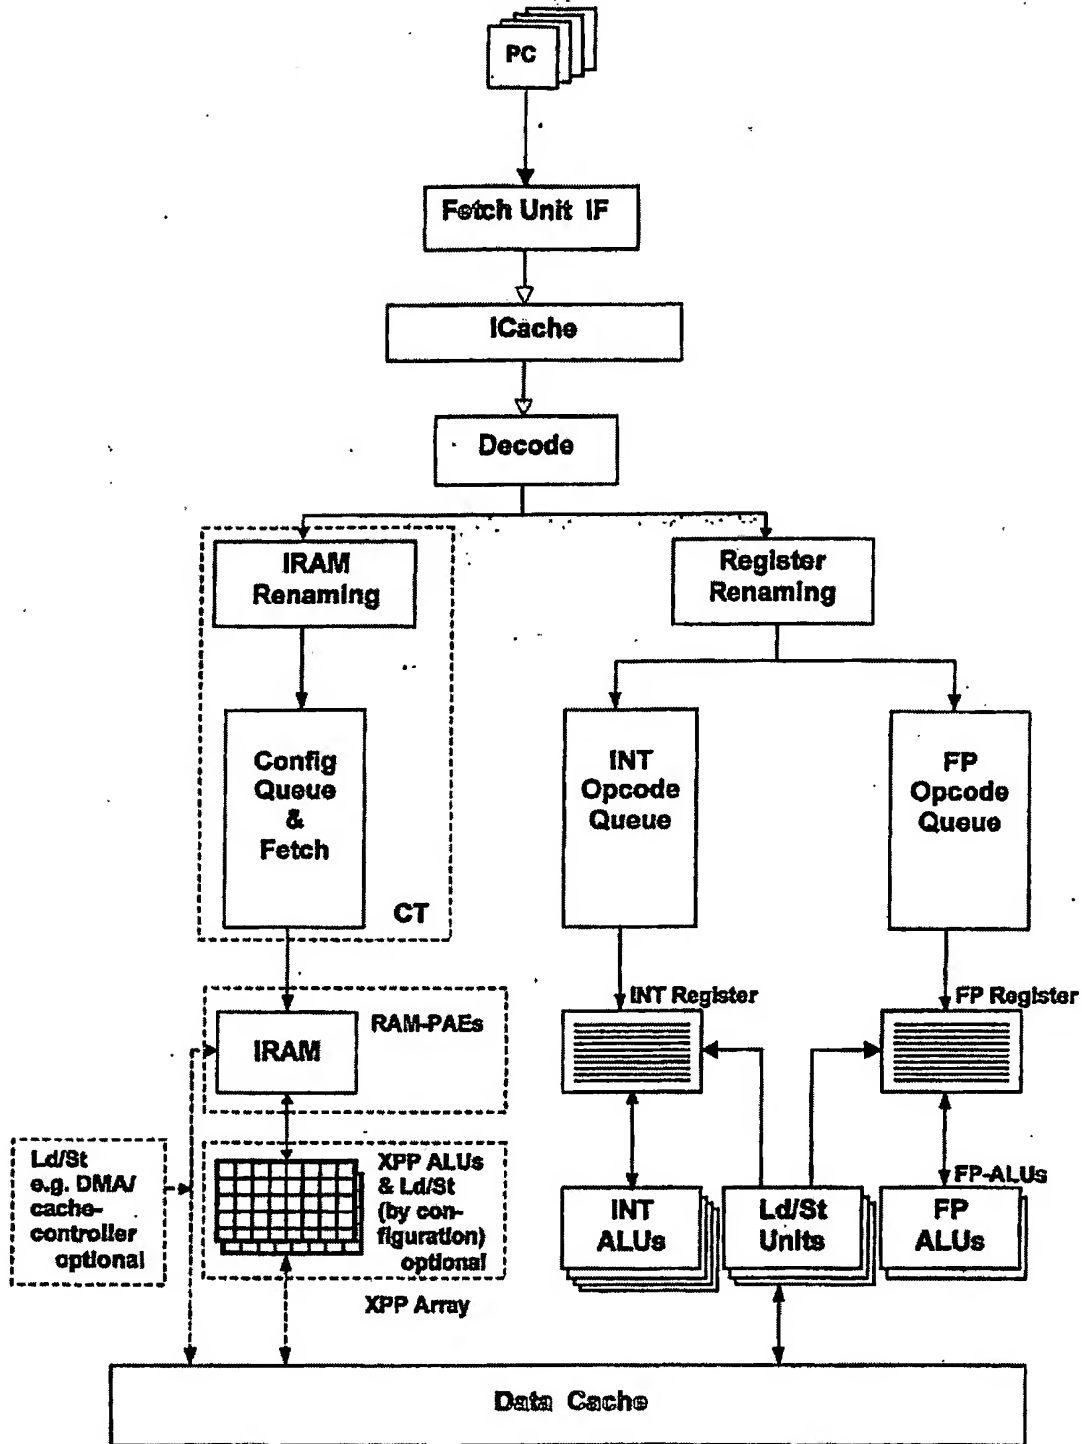 PC
Fetch Unit IF
ICache
Decode
IRAM
Renaming
Register
Renaming
Config
Queue
&
Fetch
CT
INT
Opcode
Queue
FP
Opcode
Queue
INT Register
FP Register
RAM-PAEs
IRAM
Ld/St
e.g. DMA/
cache-
controller
optional
XPP ALUs
& Ld/St
(by con-
figuration)
optional
XPP Array
FP-ALUs
INT
ALUs
Ld/St
Units
FP
ALUs
Data Cache